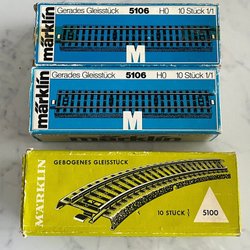 märklin
Gerades Gleisstück 5106 H0 10 Stück 1/1
M
märklin
Gerades Gleisstück 5106 H0 10 Stück 1/1
M
MÄRKLIN
GEBOGENES GLEISSTÜCK
10 STÜCK
5100